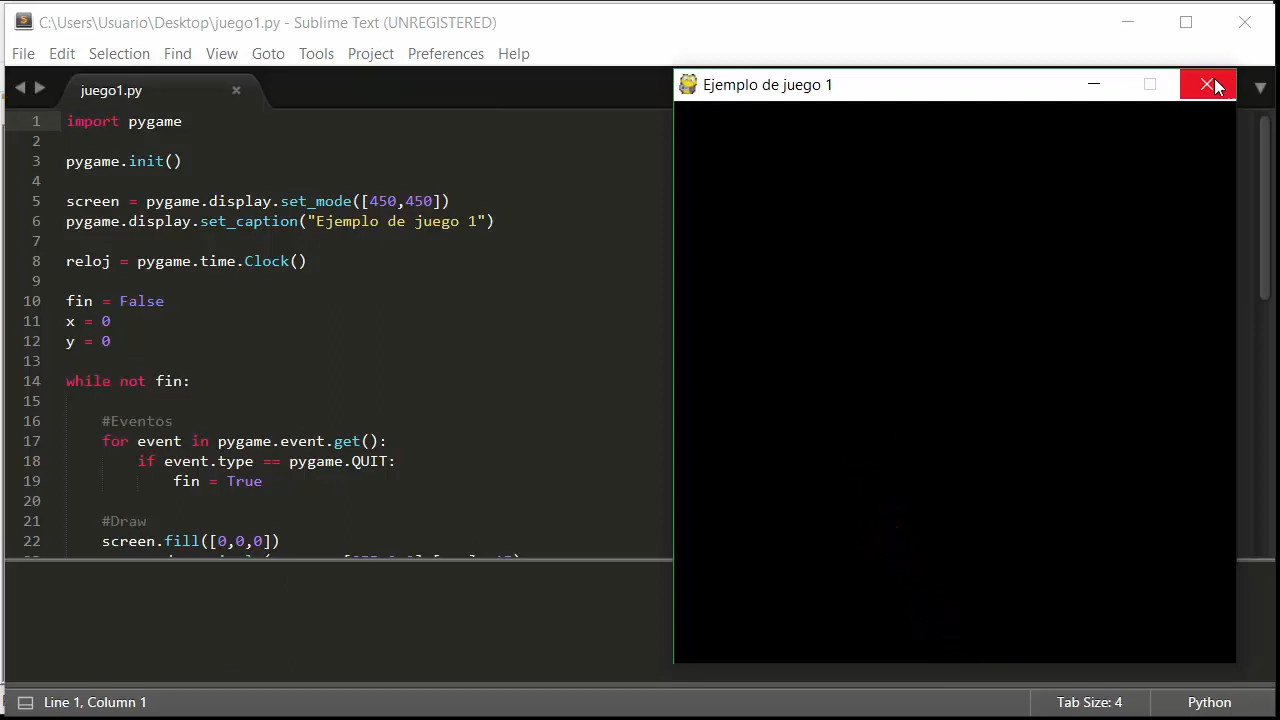 C:\Users\Usuario\Desktop\juego1.py - Sublime Text (UNREGISTERED)
File Edit Selection Find View Goto Tools Project Preferences Help
juego1.py
Ejemplo de juego 1
1 import pygame
2
3 pygame.init()
4
5 screen = pygame.display.set_mode([450,450])
6 pygame.display.set_caption("Ejemplo de juego 1")
7
8 reloj = pygame.time.Clock()
9
10 fin = False
11 x = 0
12 y = 0
13
14 while not fin:
15
16 #Eventos
17 for event in pygame.event.get():
18 if event.type == pygame.QUIT:
19 fin = True
20
21 #Draw
22 screen.fill([0,0,0])
Line 1, Column 1
Tab Size: 4
Python